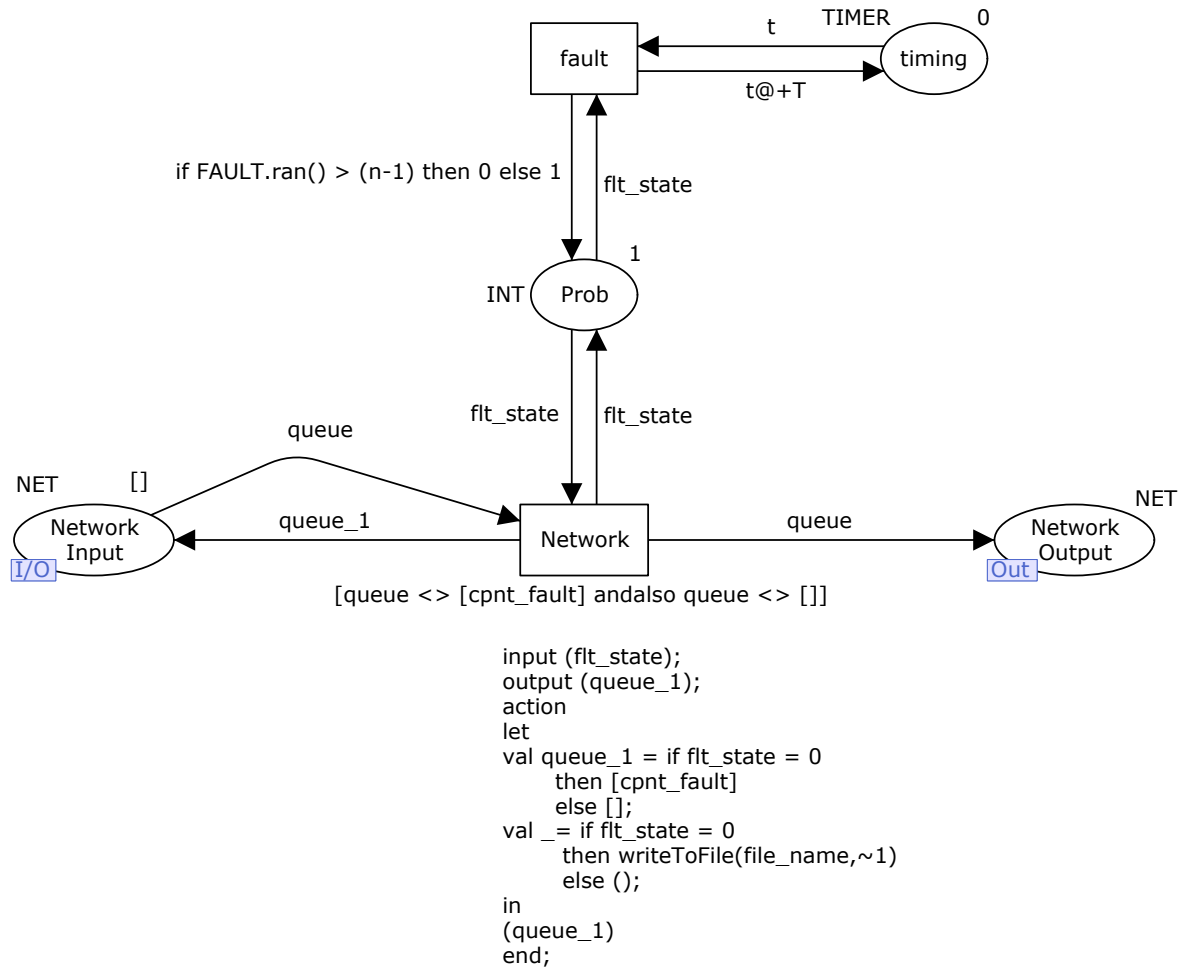 TIMER
0
t
fault
timing
t@+T
if FAULT.ran() > (n-1) then 0 else 1
flt_state
1
INT
Prob
flt_state
flt_state
queue
NET
[]
NET
Network
Input
queue_1
Network
queue
Network
Output
I/O
Out
[queue <> [cpnt_fault] andalso queue <> []]
input (flt_state);
output (queue_1);
action
let
val queue_1 = if flt_state = 0
then [cpnt_fault]
else [];
val _= if flt_state = 0
then writeToFile(file_name,~1)
else ();
in
(queue_1)
end;